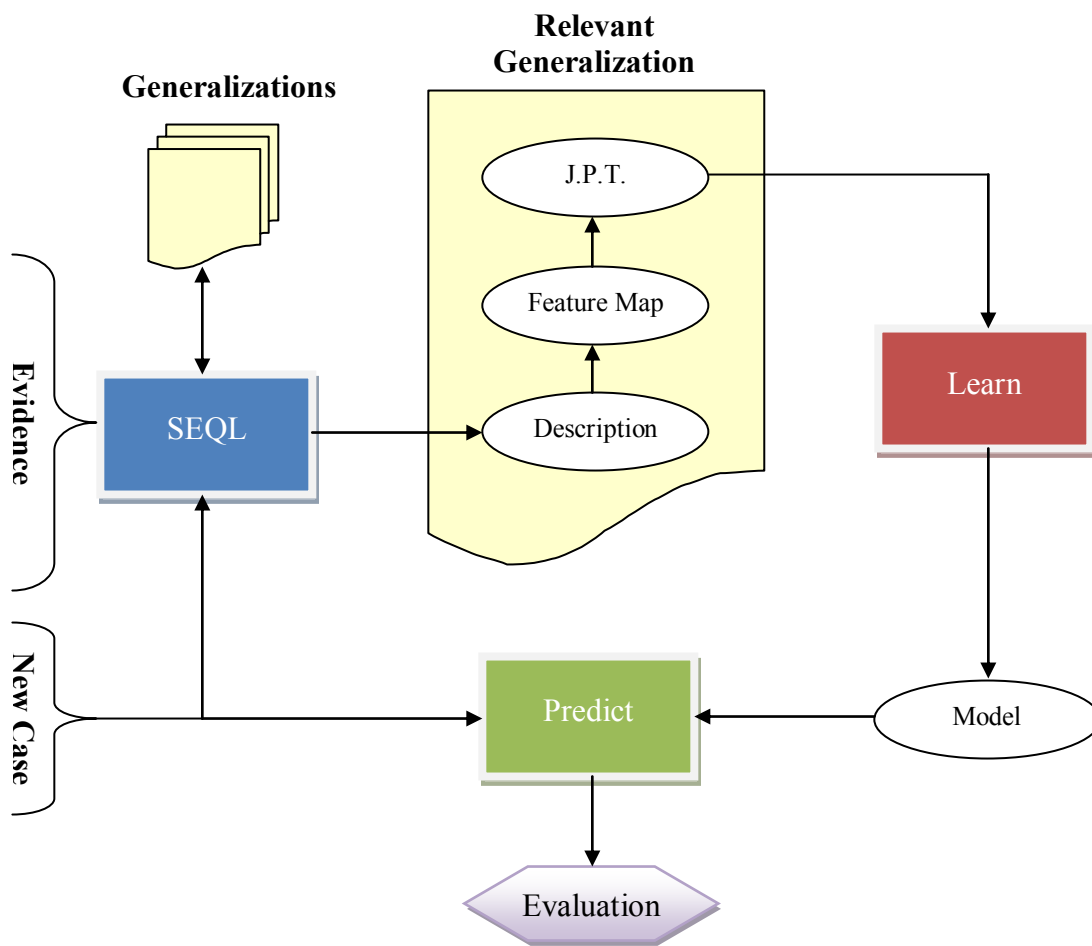 Relevant
Generalization
Generalizations
J.P.T.
Feature Map
Description
Evidence
SEQL
Learn
New Case
Predict
Model
Evaluation